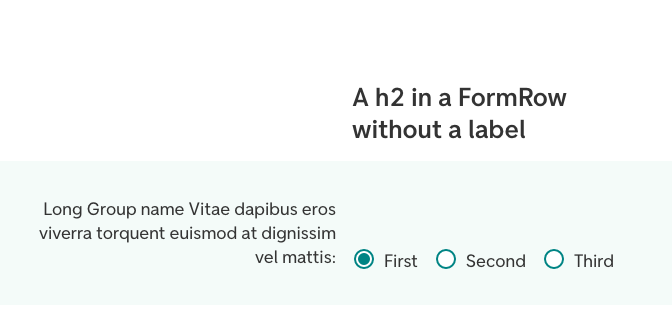 A h2 in a FormRow
without a label
Long Group name Vitae dapibus eros
viverra torquent euismod at dignissim
vel mattis:
First Second Third